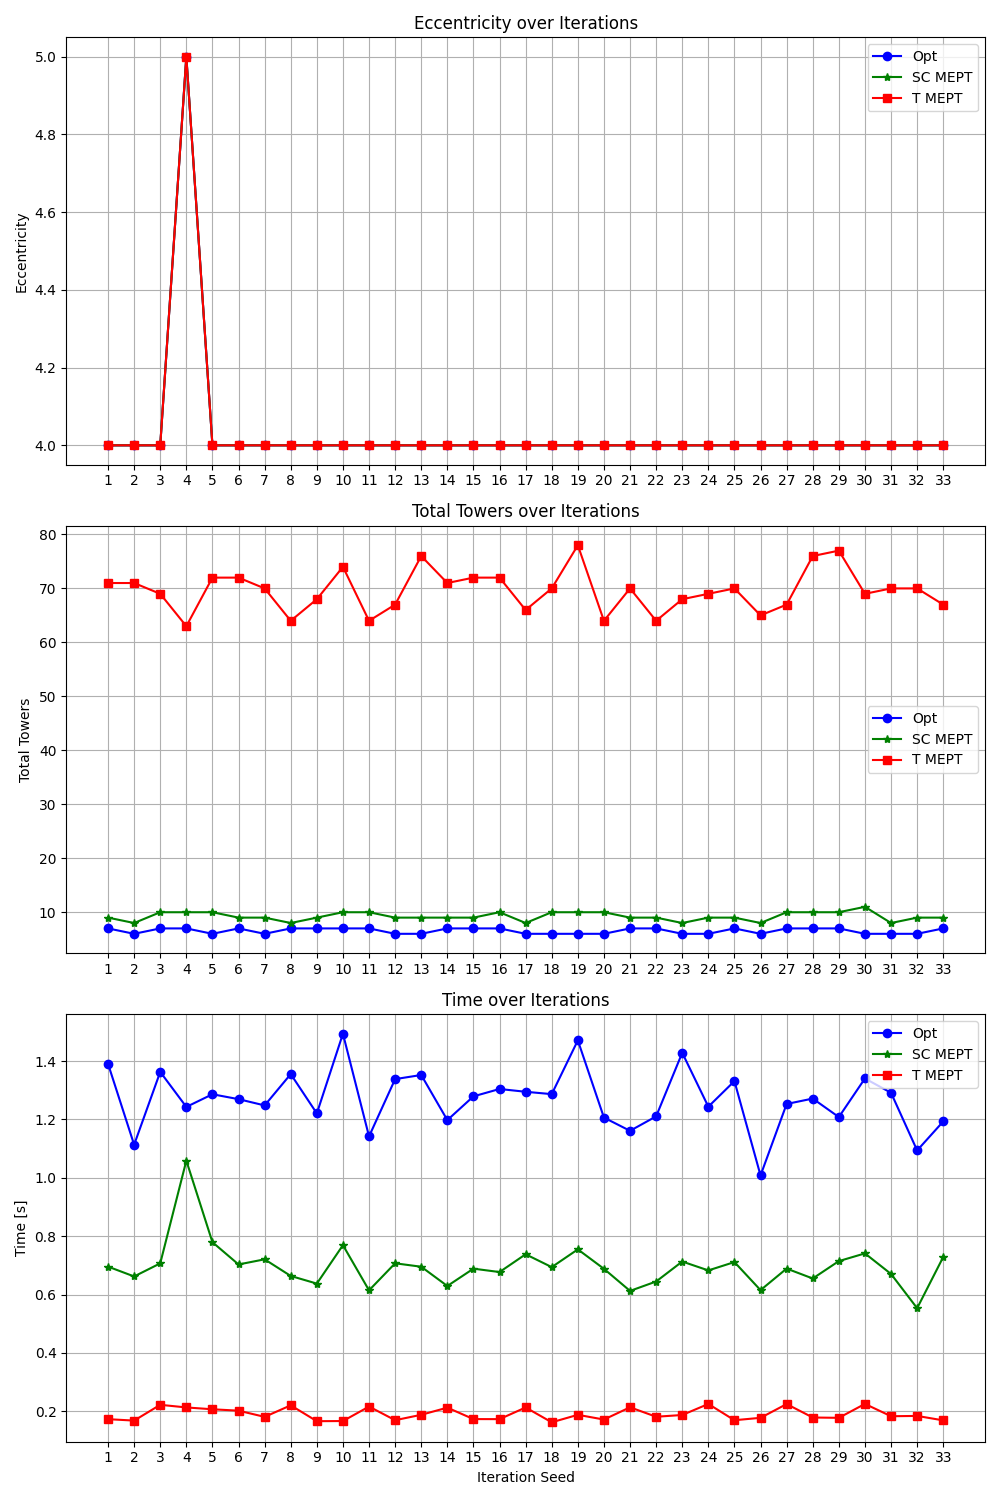 Eccentricity over Iterations
5.0
4.8
4.6
4.4
4.2
4.0
Eccentricity
Opt
SC MEPT
T MEPT
1 2 3 4 5 6 7 8 9 10 11 12 13 14 15 16 17 18 19 20 21 22 23 24 25 26 27 28 29 30 31 32 33
Total Towers over Iterations
80
70
60
50
40
30
20
10
Total Towers
Opt
SC MEPT
T MEPT
1 2 3 4 5 6 7 8 9 10 11 12 13 14 15 16 17 18 19 20 21 22 23 24 25 26 27 28 29 30 31 32 33
Time over Iterations
1.4
1.2
1.0
0.8
0.6
0.4
0.2
Time [s]
Opt
SC MEPT
T MEPT
1 2 3 4 5 6 7 8 9 10 11 12 13 14 15 16 17 18 19 20 21 22 23 24 25 26 27 28 29 30 31 32 33
Iteration Seed